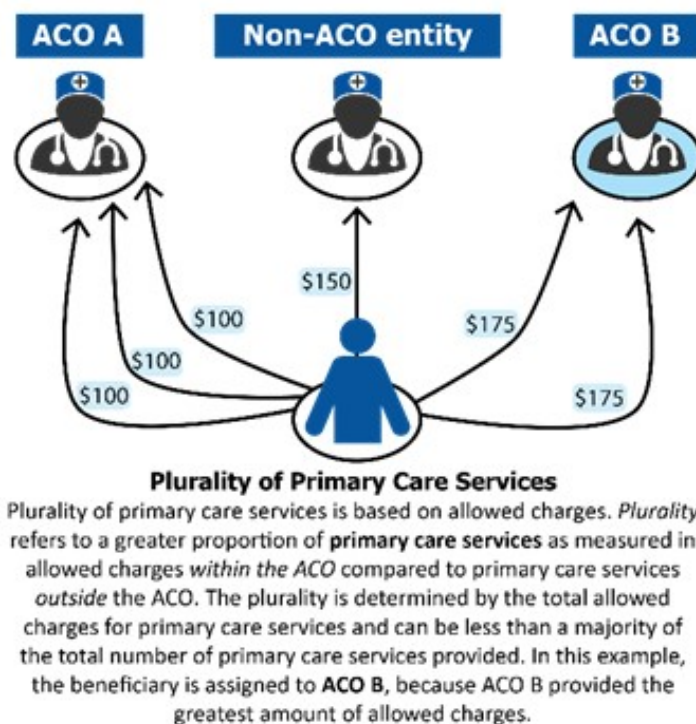 ACO A
Non-ACO entity
ACO B
$150
$100
$175
$100
$100
$175
Plurality of Primary Care Services
Plurality of primary care services is based on allowed charges. Plurality
refers to a greater proportion of primary care services as measured in
allowed charges within the ACO compared to primary care services
outside the ACO. The plurality is determined by the total allowed
charges for primary care services and can be less than a majority of
the total number of primary care services provided. In this example,
the beneficiary is assigned to ACO B, because ACO B provided the
greatest amount of allowed charges.